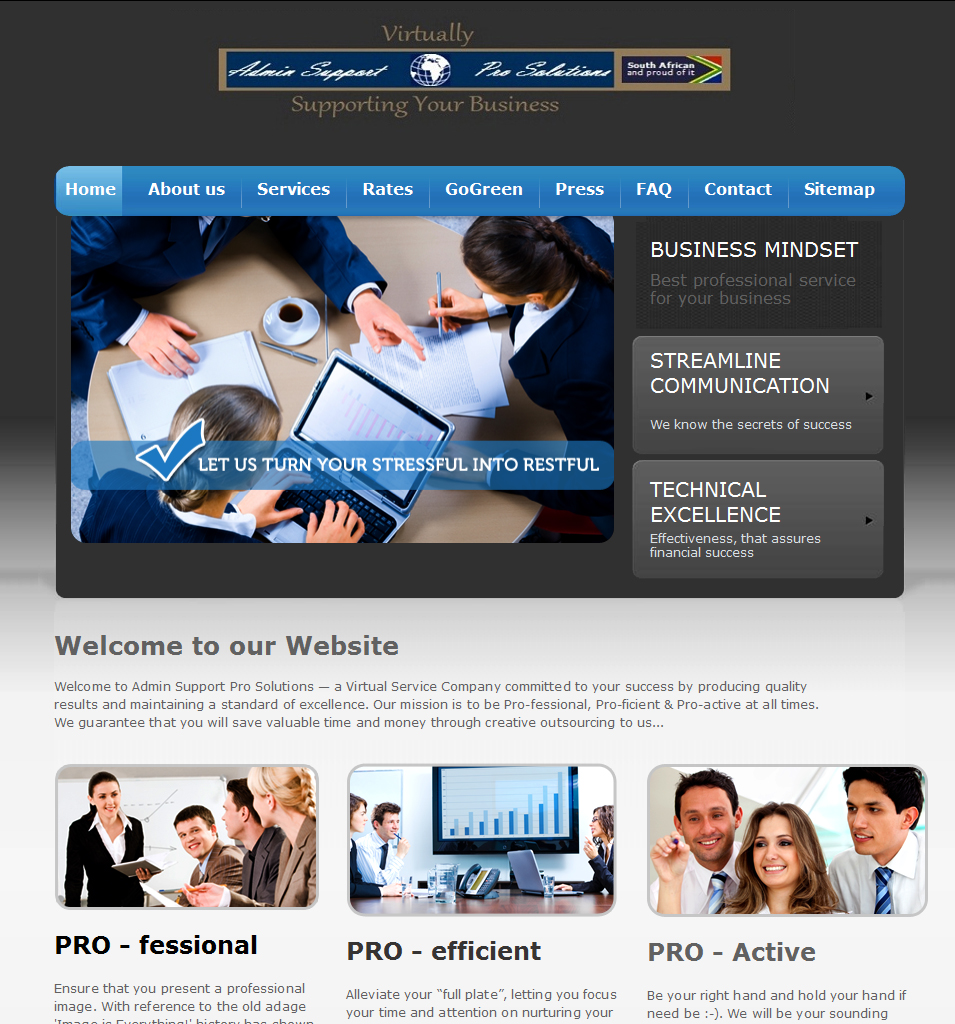 Virtually
Admin Support Pro Solutions
South African
and proud of it
Supporting Your Business
Home About us Services Rates GoGreen Press FAQ Contact Sitemap
LET US TURN YOUR STRESSFUL INTO RESTFUL
BUSINESS MINDSET
Best professional service
for your business
STREAMLINE
COMMUNICATION
We know the secrets of success
TECHNICAL
EXCELLENCE
Effectiveness, that assures
financial success
Welcome to our Website
Welcome to Admin Support Pro Solutions — a Virtual Service Company committed to your success by producing quality
results and maintaining a standard of excellence. Our mission is to be Pro-fessional, Pro-ficient & Pro-active at all times.
We guarantee that you will save valuable time and money through creative outsourcing to us...
PRO - fessional
Ensure that you present a professional
image. With reference to the old adage
'Image is Everything!' history has shown
PRO - efficient
Alleviate your “full plate”, letting you focus
your time and attention on nurturing your
PRO - Active
Be your right hand and hold your hand if
need be :-). We will be your sounding